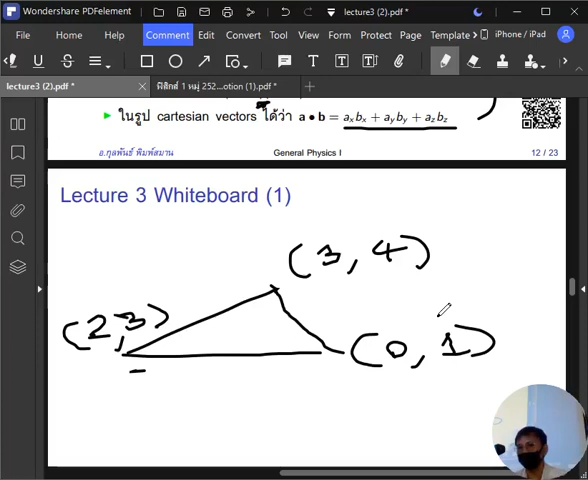 Wondershare PDFelement
lecture3 (2).pdf *
File Home Comment Edit Convert View Organize Tools Form Protect Page Template iPhone / iPad
lecture3 (2).pdf * ฟิสิกส์ 1 หมู่ 252...otion (1).pdf *
ในรูป cartesian vectors ได้ว่า a • b = aₓbₓ + a_yb_y + a_zb_z
อ.กุลพันธ์ พิมพ์สมาน General Physics I 12 / 23
Lecture 3 Whiteboard (1)
(3, 4)
(2,3)
(0, 1)